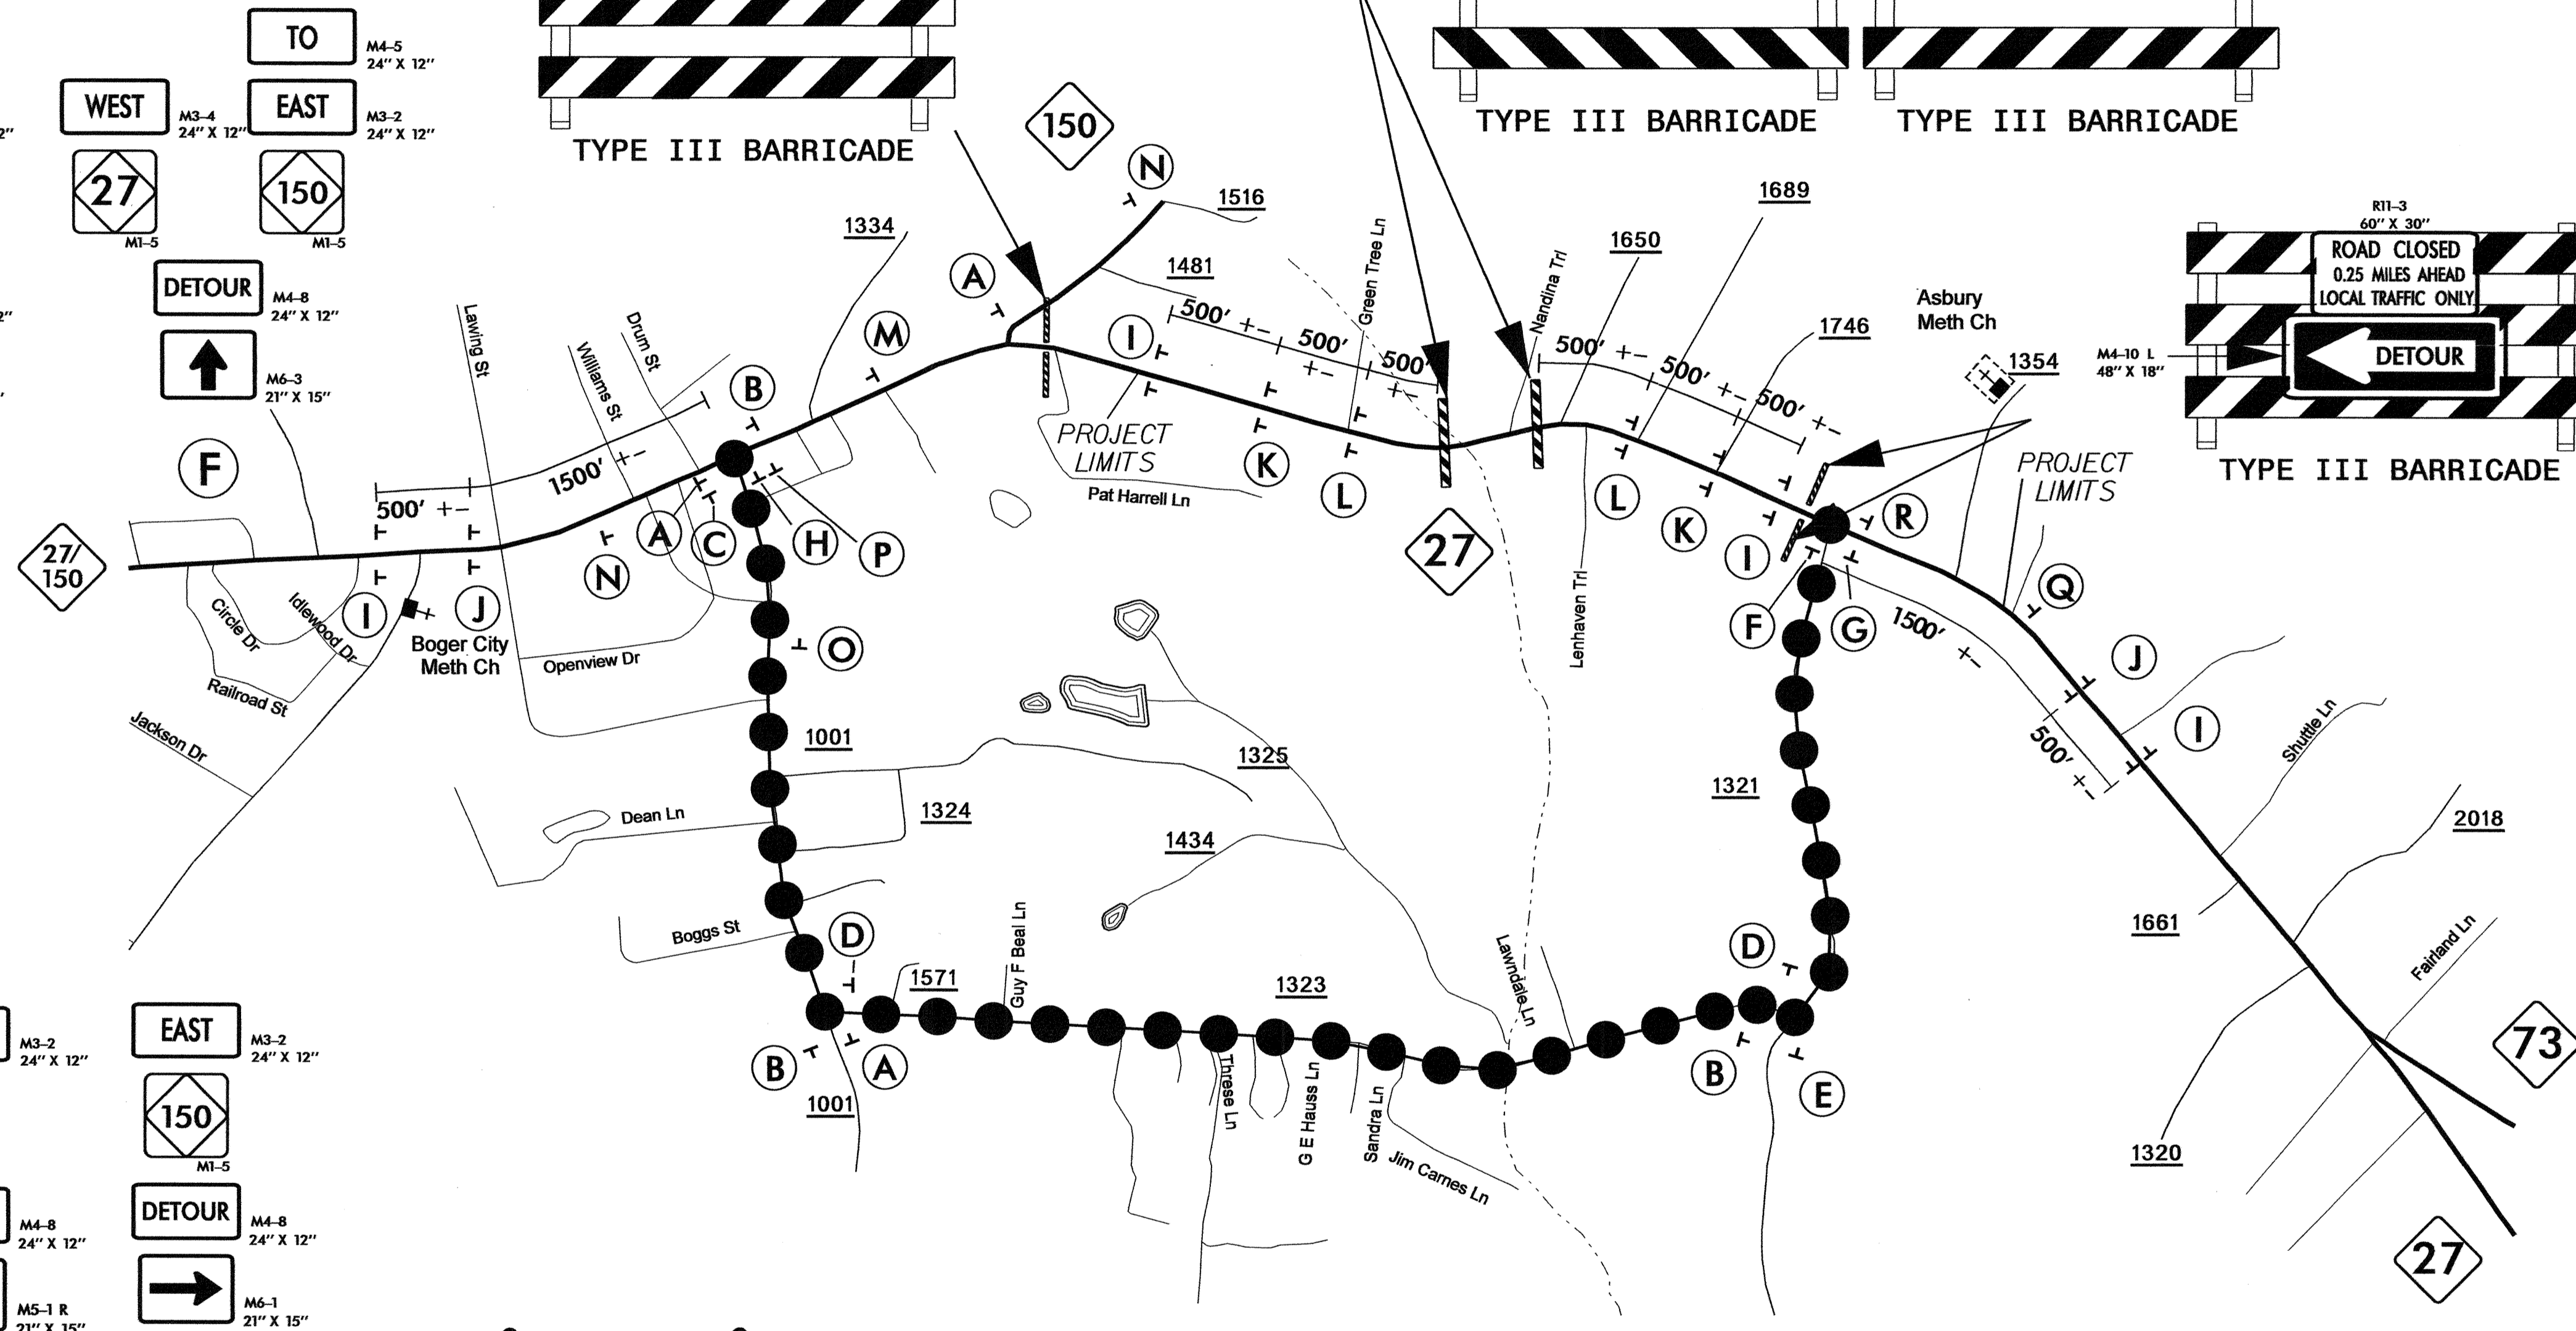 TO
M4-5
24" X 12"
WEST
M3-4
24" X 12"
EAST
M3-2
24" X 12"
27
M1-5
150
M1-5
DETOUR
M4-8
24" X 12"
M6-3
21" X 15"
F
TYPE III BARRICADE
TYPE III BARRICADE
TYPE III BARRICADE
R11-3
60" X 30"
ROAD CLOSED
0.25 MILES AHEAD
LOCAL TRAFFIC ONLY
M4-10 L
48" X 18"
DETOUR
TYPE III BARRICADE
150
N
1516
1334
A
1481
M
I
500' +-
500'
+-
500'
+-
Green Tree Ln
Nandina Trl
1650
1689
1746
500' +-
500' +-
500' +-
Asbury
Meth Ch
1354
Lawing St
Williams St
Drum St
B
PROJECT
LIMITS
K
L
Pat Harrell Ln
27
L
K
I
R
PROJECT
LIMITS
27/
150
500' +-
1500' +-
A
C
H
P
N
I
J
Boger City
Meth Ch
Circle Dr
Idlewood Dr
Railroad St
Jackson Dr
Openview Dr
O
Lenhaven Trl
F
G
1500' +-
Q
J
I
500' +-
Shuttle Ln
1001
1325
1321
1324
Dean Ln
1434
2018
Boggs St
D
1571
Guy F Beal Ln
1323
Lawndale Ln
D
1661
Fairland Ln
B
A
1001
Threse Ln
G E Hauss Ln
Sandra Ln
Jim Carnes Ln
B
E
1320
73
27
M3-2
24" X 12"
EAST
M3-2
24" X 12"
150
M1-5
M4-8
24" X 12"
DETOUR
M4-8
24" X 12"
M5-1 R
21" X 15"
M6-1
21" X 15"